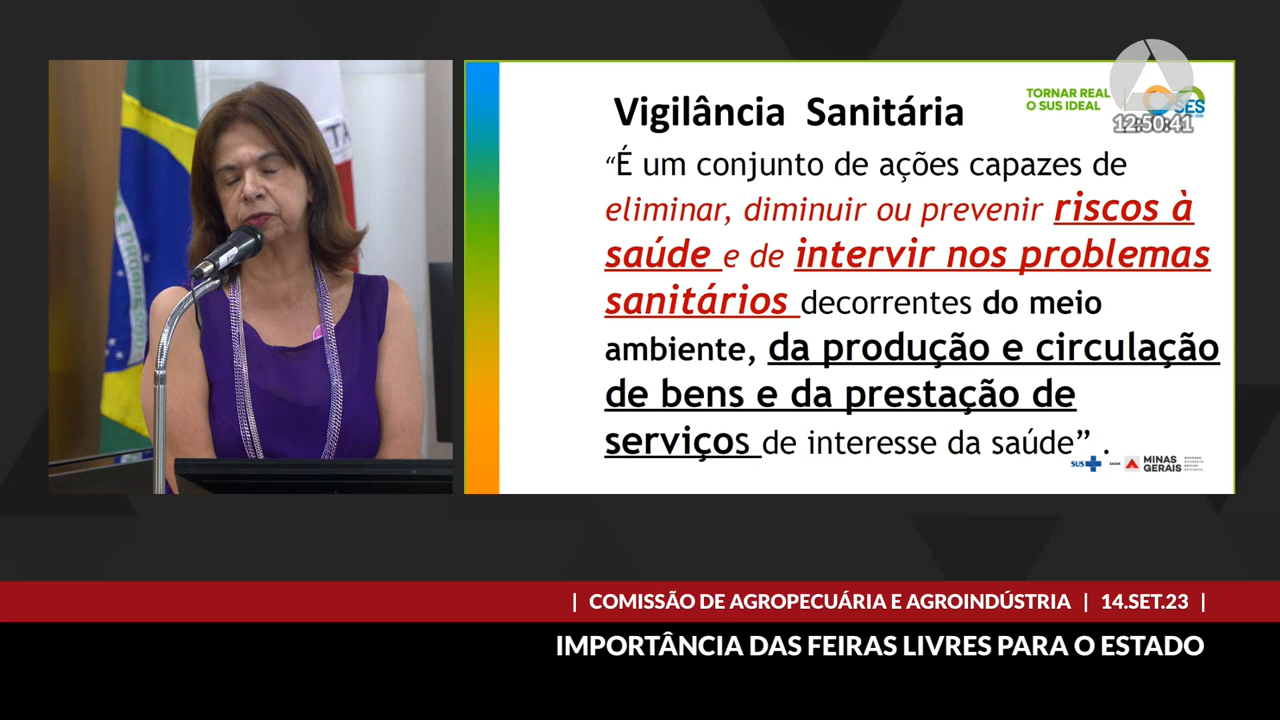 Vigilância Sanitária
TORNAR REAL
O SUS IDEAL
SES
12:50:41
“É um conjunto de ações capazes de
eliminar, diminuir ou prevenir riscos à
saúde e de intervir nos problemas
sanitários decorrentes do meio
ambiente, da produção e circulação
de bens e da prestação de
serviços de interesse da saúde”.
SUS
MINAS
GERAIS
| COMISSÃO DE AGROPECUÁRIA E AGROINDÚSTRIA | 14.SET.23 |
IMPORTÂNCIA DAS FEIRAS LIVRES PARA O ESTADO